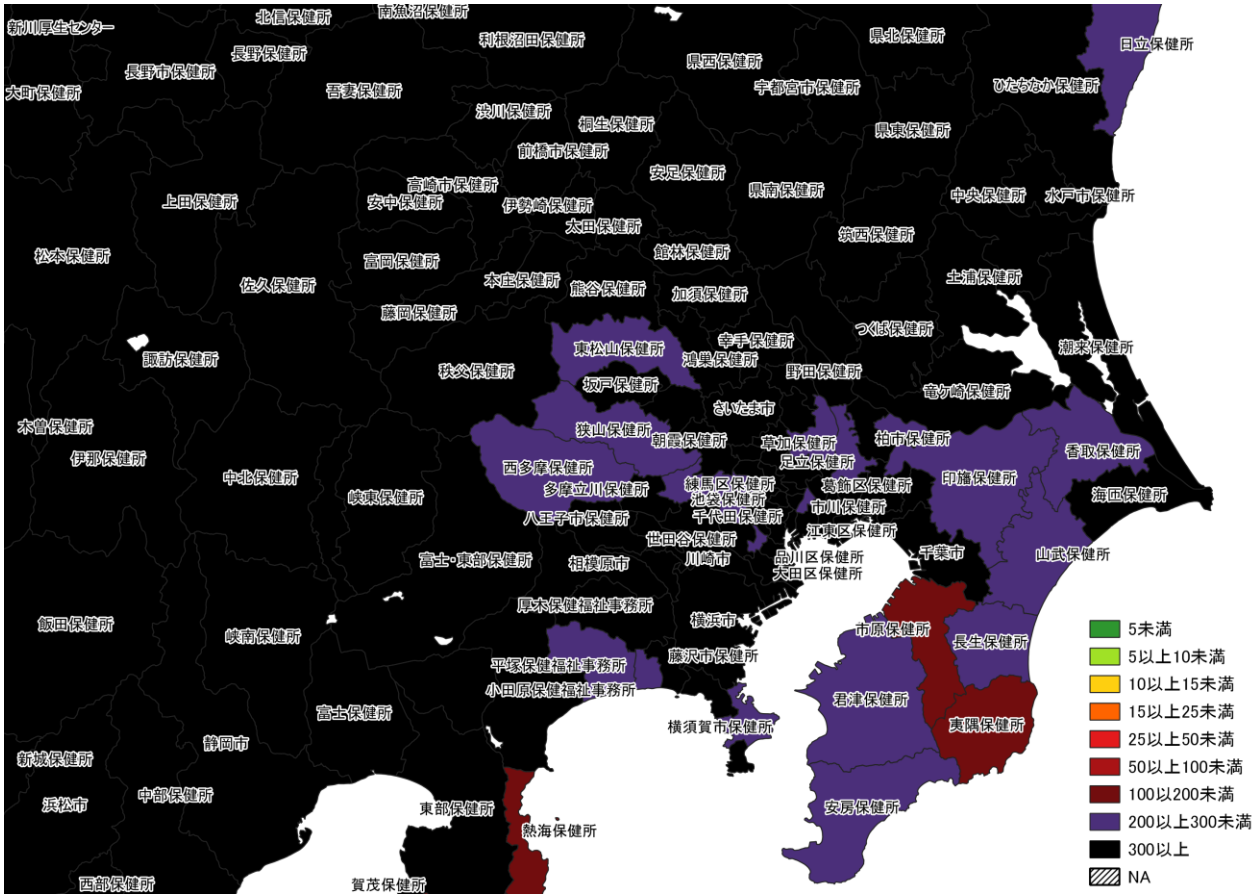 新川厚生センター
北信保健所
南魚沼保健所
利根沼田保健所
県北保健所
日立保健所
長野保健所
長野市保健所
県西保健所
大町保健所
吾妻保健所
宇都宮市保健所
ひたちなか保健所
渋川保健所
桐生保健所
県東保健所
前橋市保健所
安足保健所
高崎市保健所
県南保健所
上田保健所
安中保健所
伊勢崎保健所
中央保健所
水戸市保健所
太田保健所
筑西保健所
松本保健所
富岡保健所
館林保健所
佐久保健所
本庄保健所
熊谷保健所
加須保健所
土浦保健所
藤岡保健所
つくば保健所
諏訪保健所
東松山保健所
幸手保健所
鴻巣保健所
潮来保健所
秩父保健所
坂戸保健所
野田保健所
竜ケ崎保健所
さいたま市
木曽保健所
狭山保健所
朝霞保健所
草加保健所
柏市保健所
香取保健所
伊那保健所
西多摩保健所
足立保健所
中北保健所
多摩立川保健所
練馬区保健所
葛飾区保健所
印旛保健所
峡東保健所
池袋保健所
市川保健所
海匝保健所
八王子市保健所
千代田保健所
江東区保健所
世田谷保健所
富士・東部保健所
相模原市
川崎市
品川区保健所
千葉市
山武保健所
大田区保健所
厚木保健福祉事務所
飯田保健所
峡南保健所
横浜市
市原保健所
長生保健所
平塚保健福祉事務所
藤沢市保健所
小田原保健福祉事務所
君津保健所
富士保健所
横須賀市保健所
夷隅保健所
静岡市
新城保健所
浜松市
中部保健所
東部保健所
熱海保健所
安房保健所
西部保健所
賀茂保健所
5未満
5以上10未満
10以上15未満
15以上25未満
25以上50未満
50以上100未満
100以200未満
200以上300未満
300以上
NA